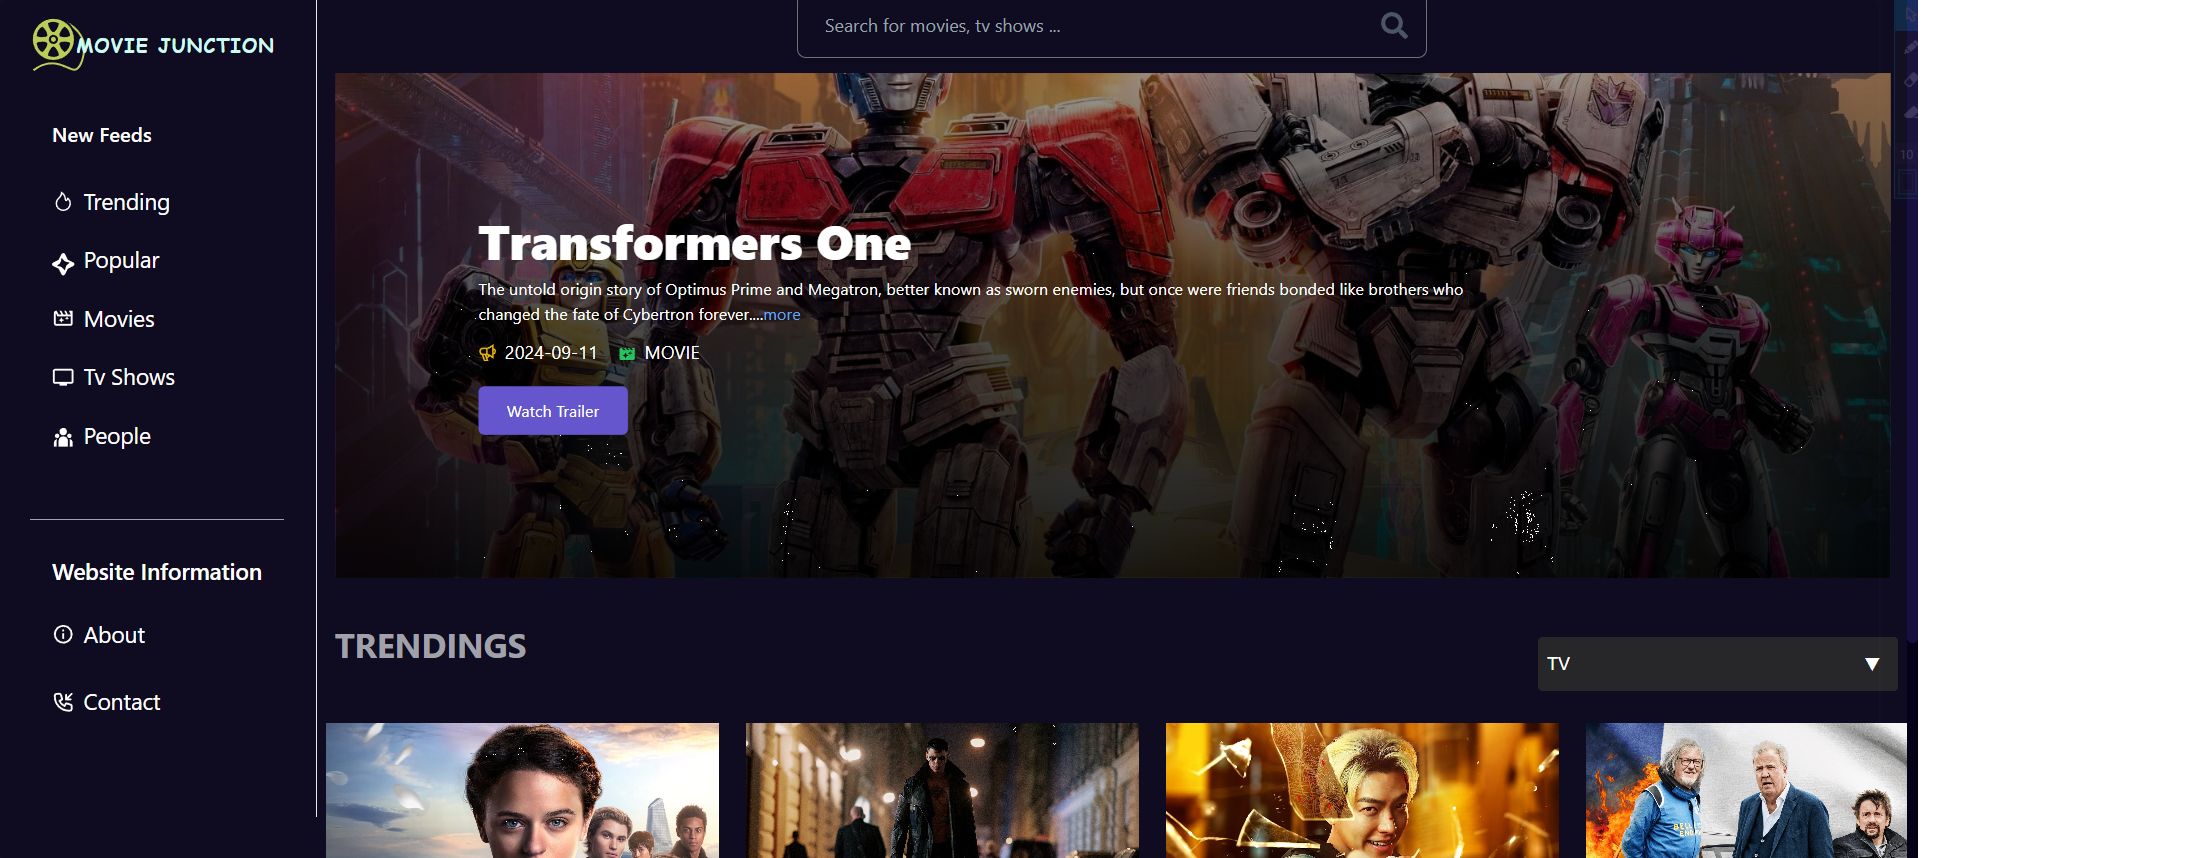 MOVIE JUNCTION
Search for movies, tv shows ...
New Feeds
Trending
Popular
Movies
Tv Shows
People
Website Information
About
Contact
Transformers One
The untold origin story of Optimus Prime and Megatron, better known as sworn enemies, but once were friends bonded like brothers who
changed the fate of Cybertron forever....more
2024-09-11 MOVIE
Watch Trailer
10
TRENDINGS
TV